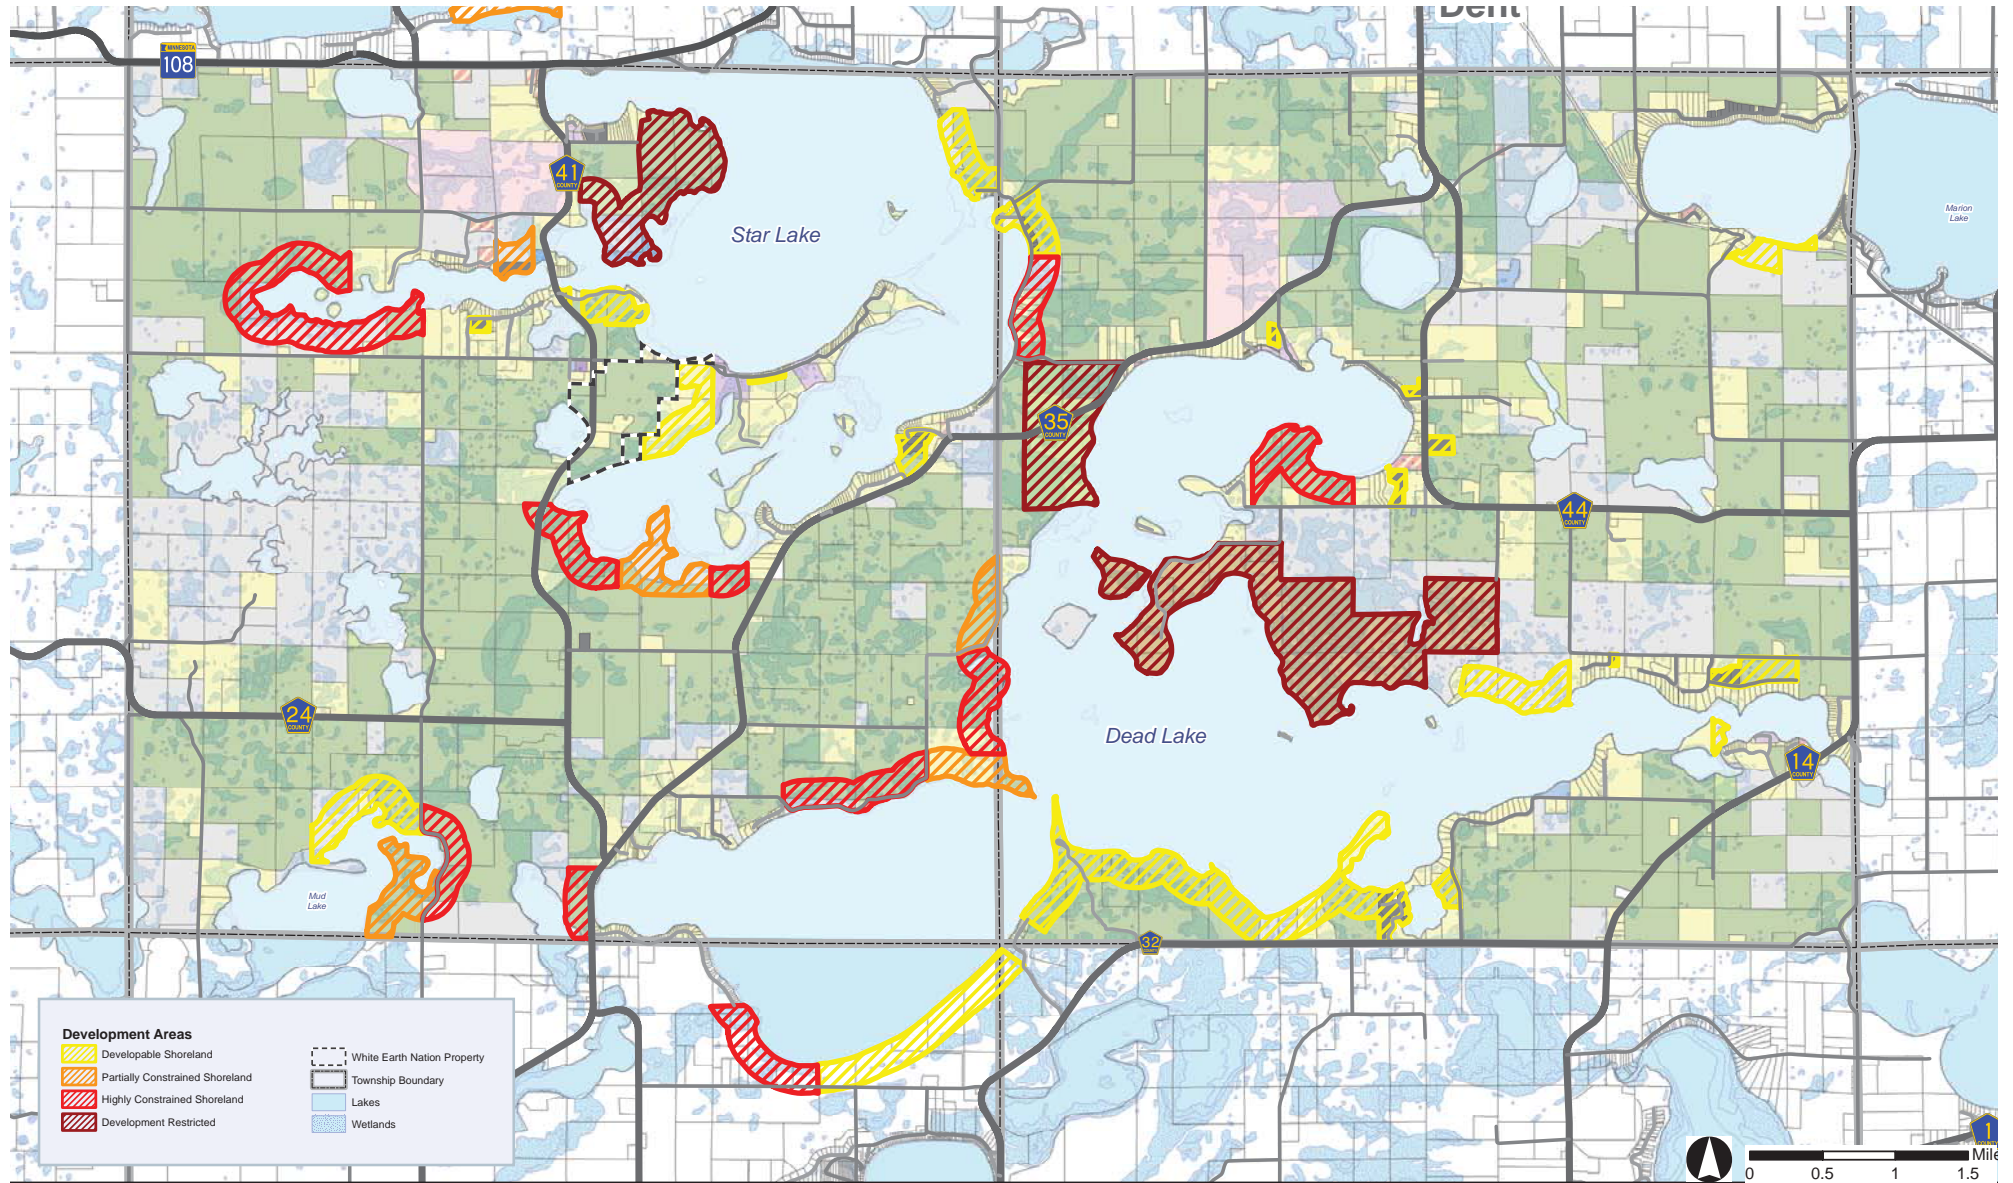 Dent
MINNESOTA
108
41
COUNTY
Star Lake
Marion
Lake
35
COUNTY
44
COUNTY
24
COUNTY
Dead Lake
14
COUNTY
Mud
Lake
32
COUNTY
Development Areas
Developable Shoreland
Partially Constrained Shoreland
Highly Constrained Shoreland
Development Restricted
White Earth Nation Property
Township Boundary
Lakes
Wetlands
1
Mile
0 0.5 1 1.5